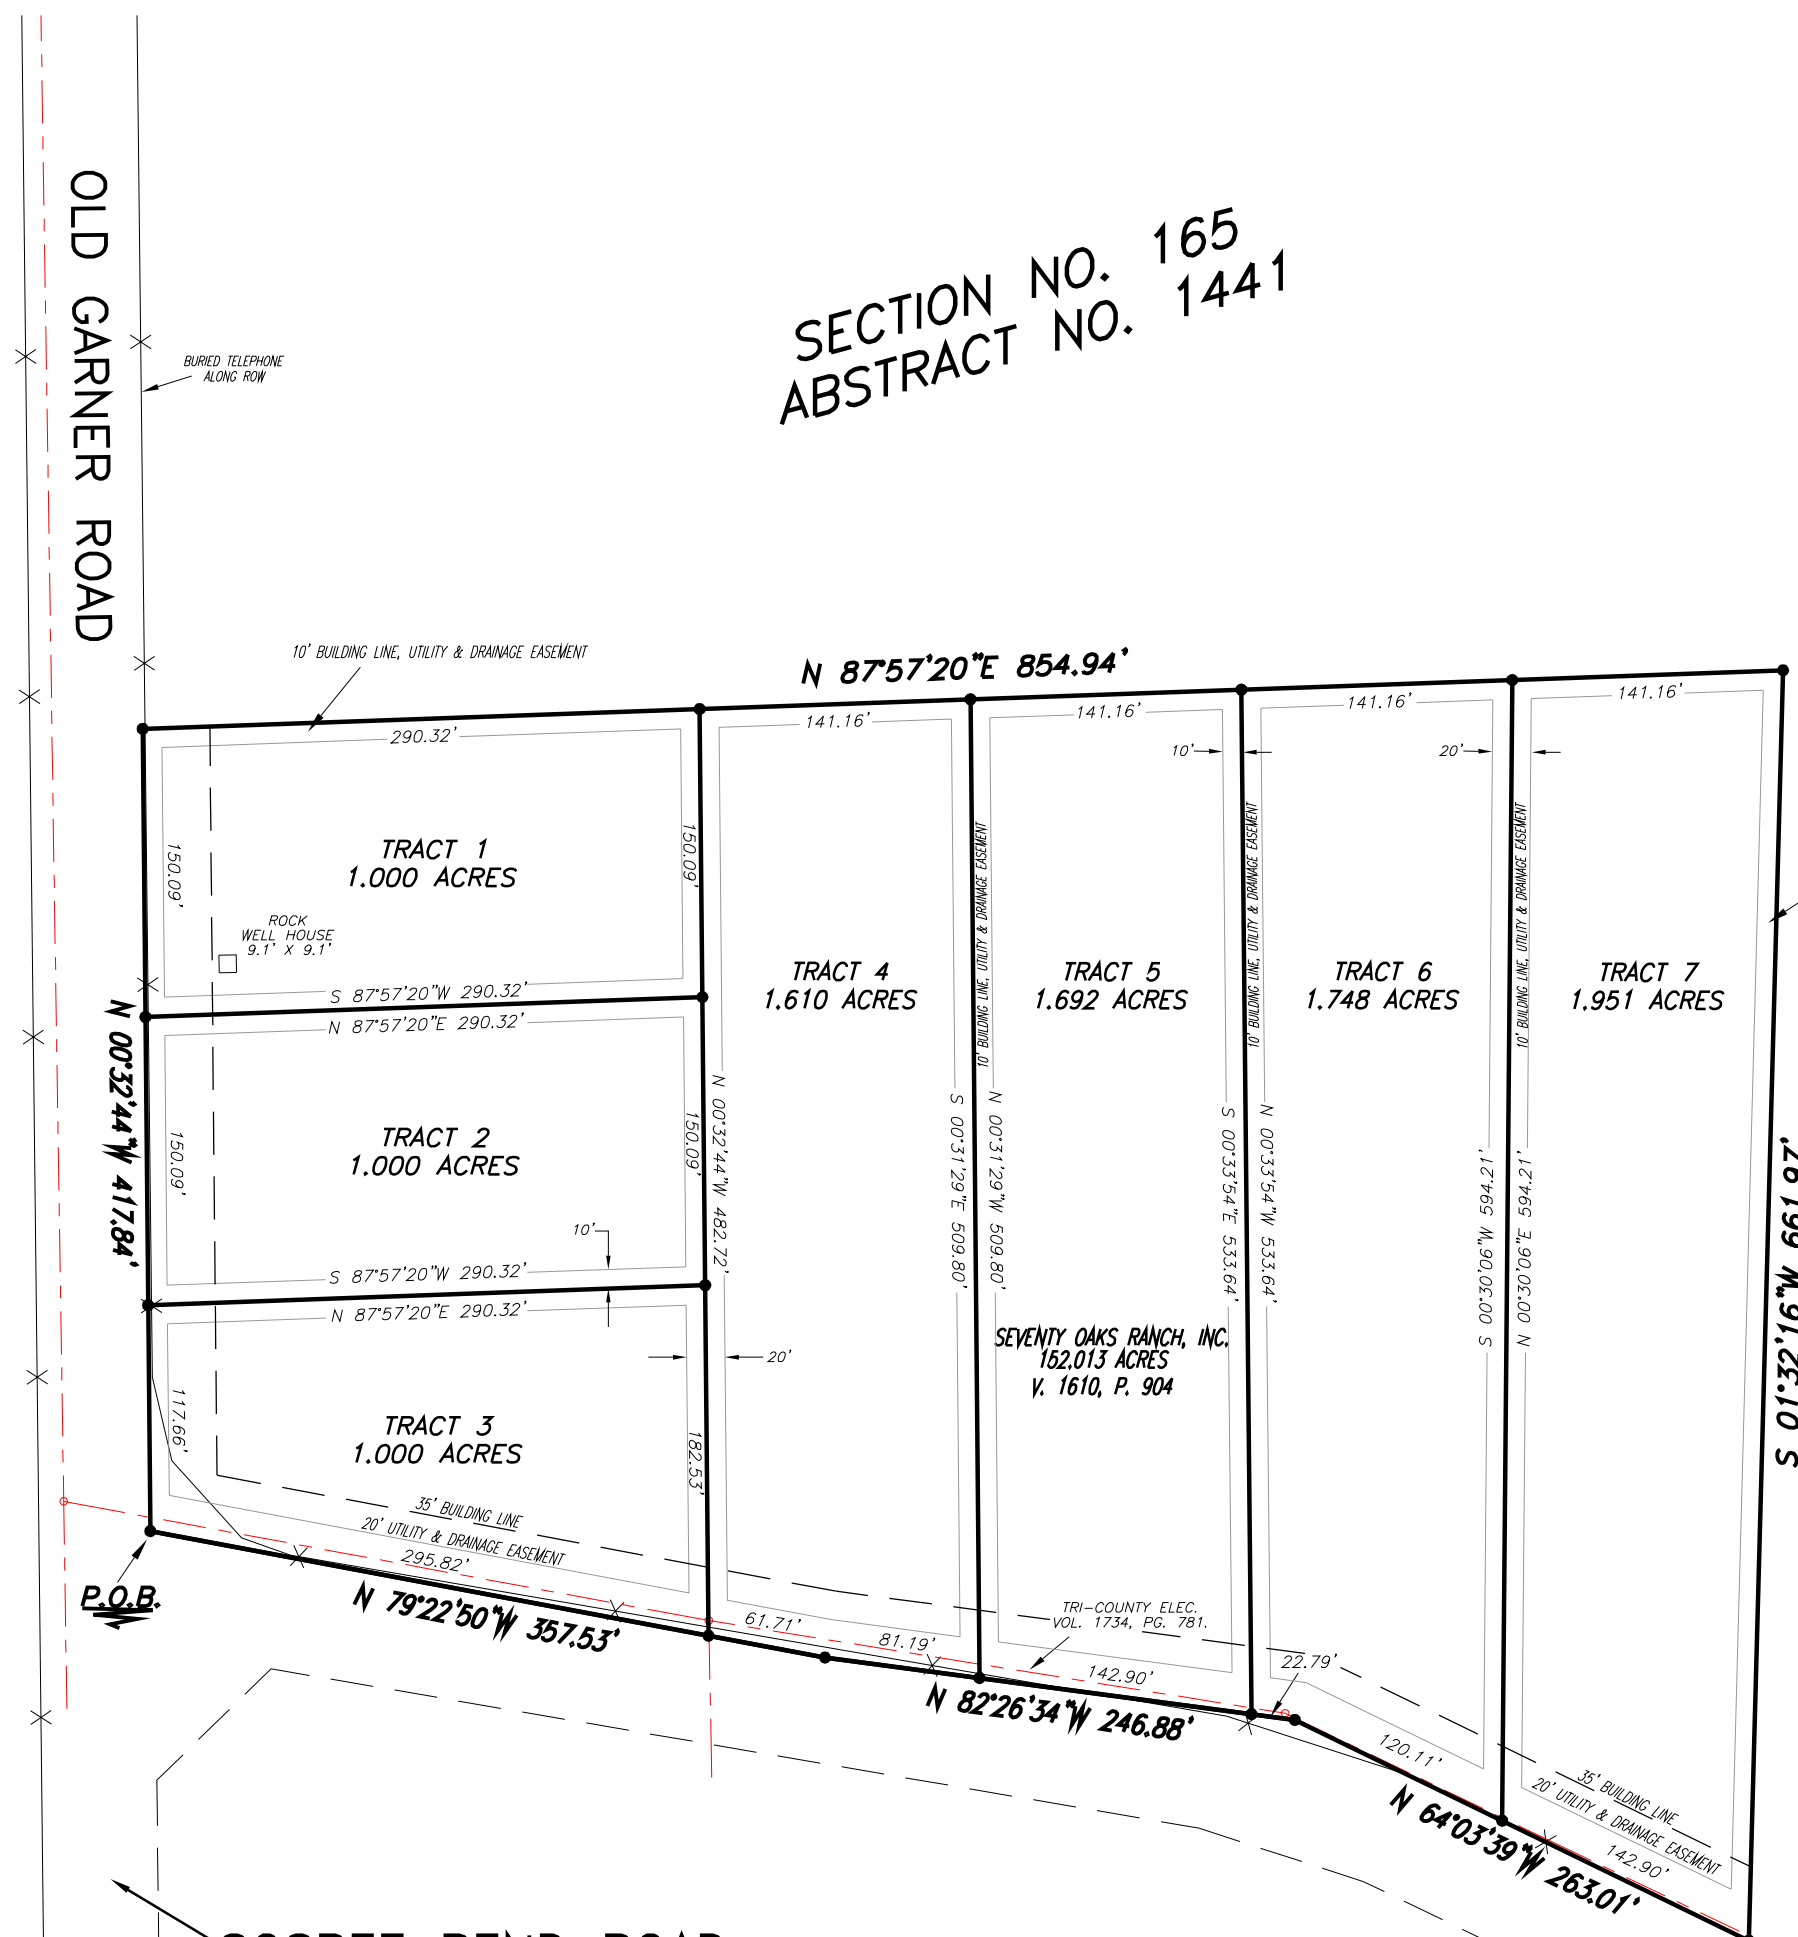 OLD GARNER ROAD
SECTION NO. 165
ABSTRACT NO. 1441
BURIED TELEPHONE
ALONG ROW
10' BUILDING LINE, UTILITY & DRAINAGE EASEMENT
N 87°57'20"E 854.94'
290.32'
141.16'
141.16'
141.16'
141.16'
10'
20'
150.09'
TRACT 1
1.000 ACRES
150.09'
ROCK
WELL HOUSE
9.1' X 9.1'
S 87°57'20"W 290.32'
N 87°57'20"E 290.32'
N 00°32'44"W 417.84'
150.09'
TRACT 2
1.000 ACRES
150.09'
10'
S 87°57'20"W 290.32'
N 87°57'20"E 290.32'
20'
117.66'
TRACT 3
1.000 ACRES
182.53'
35' BUILDING LINE
20' UTILITY & DRAINAGE EASEMENT
295.82'
P.O.B.
N 79°22'50"W 357.53'
TRACT 4
1.610 ACRES
N 00°32'44"W 482.72'
S 00°31'29"E 509.80'
10' BUILDING LINE, UTILITY & DRAINAGE EASEMENT
N 00°31'29"W 509.80'
TRACT 5
1.692 ACRES
SEVENTY OAKS RANCH, INC.
152.013 ACRES
V. 1610, P. 904
S 00°33'54"E 533.64'
10' BUILDING LINE, UTILITY & DRAINAGE EASEMENT
N 00°33'54"W 533.64'
TRACT 6
1.748 ACRES
S 00°30'06"W 594.21'
10' BUILDING LINE, UTILITY & DRAINAGE EASEMENT
N 00°30'06"E 594.21'
TRACT 7
1.951 ACRES
S 01°32'16"W 661.97'
61.71'
81.19'
TRI-COUNTY ELEC.
VOL. 1734, PG. 781.
142.90'
22.79'
N 82°26'34"W 246.88'
120.11'
35' BUILDING LINE
20' UTILITY & DRAINAGE EASEMENT
142.90'
N 64°03'39"W 263.01'
BEND ROAD